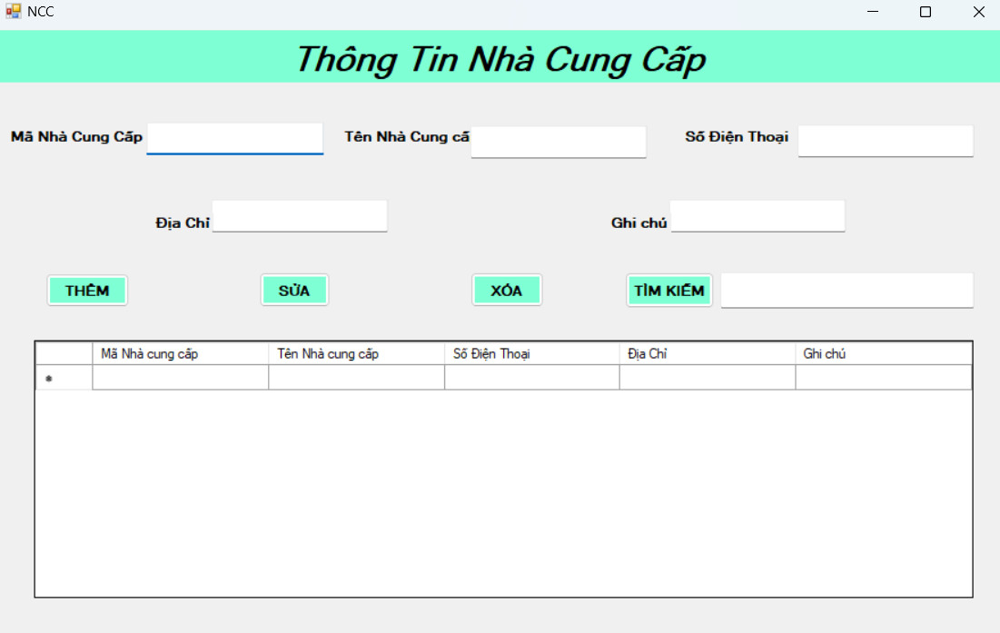 NCC
Thông Tin Nhà Cung Cấp
Mã Nhà Cung Cấp Tên Nhà Cung cấ Số Điện Thoại
Địa Chỉ Ghi chú
THÊM SỬA XÓA TÌM KIẾM
Mã Nhà cung cấp Tên Nhà cung cấp Số Điện Thoại Địa Chỉ Ghi chú